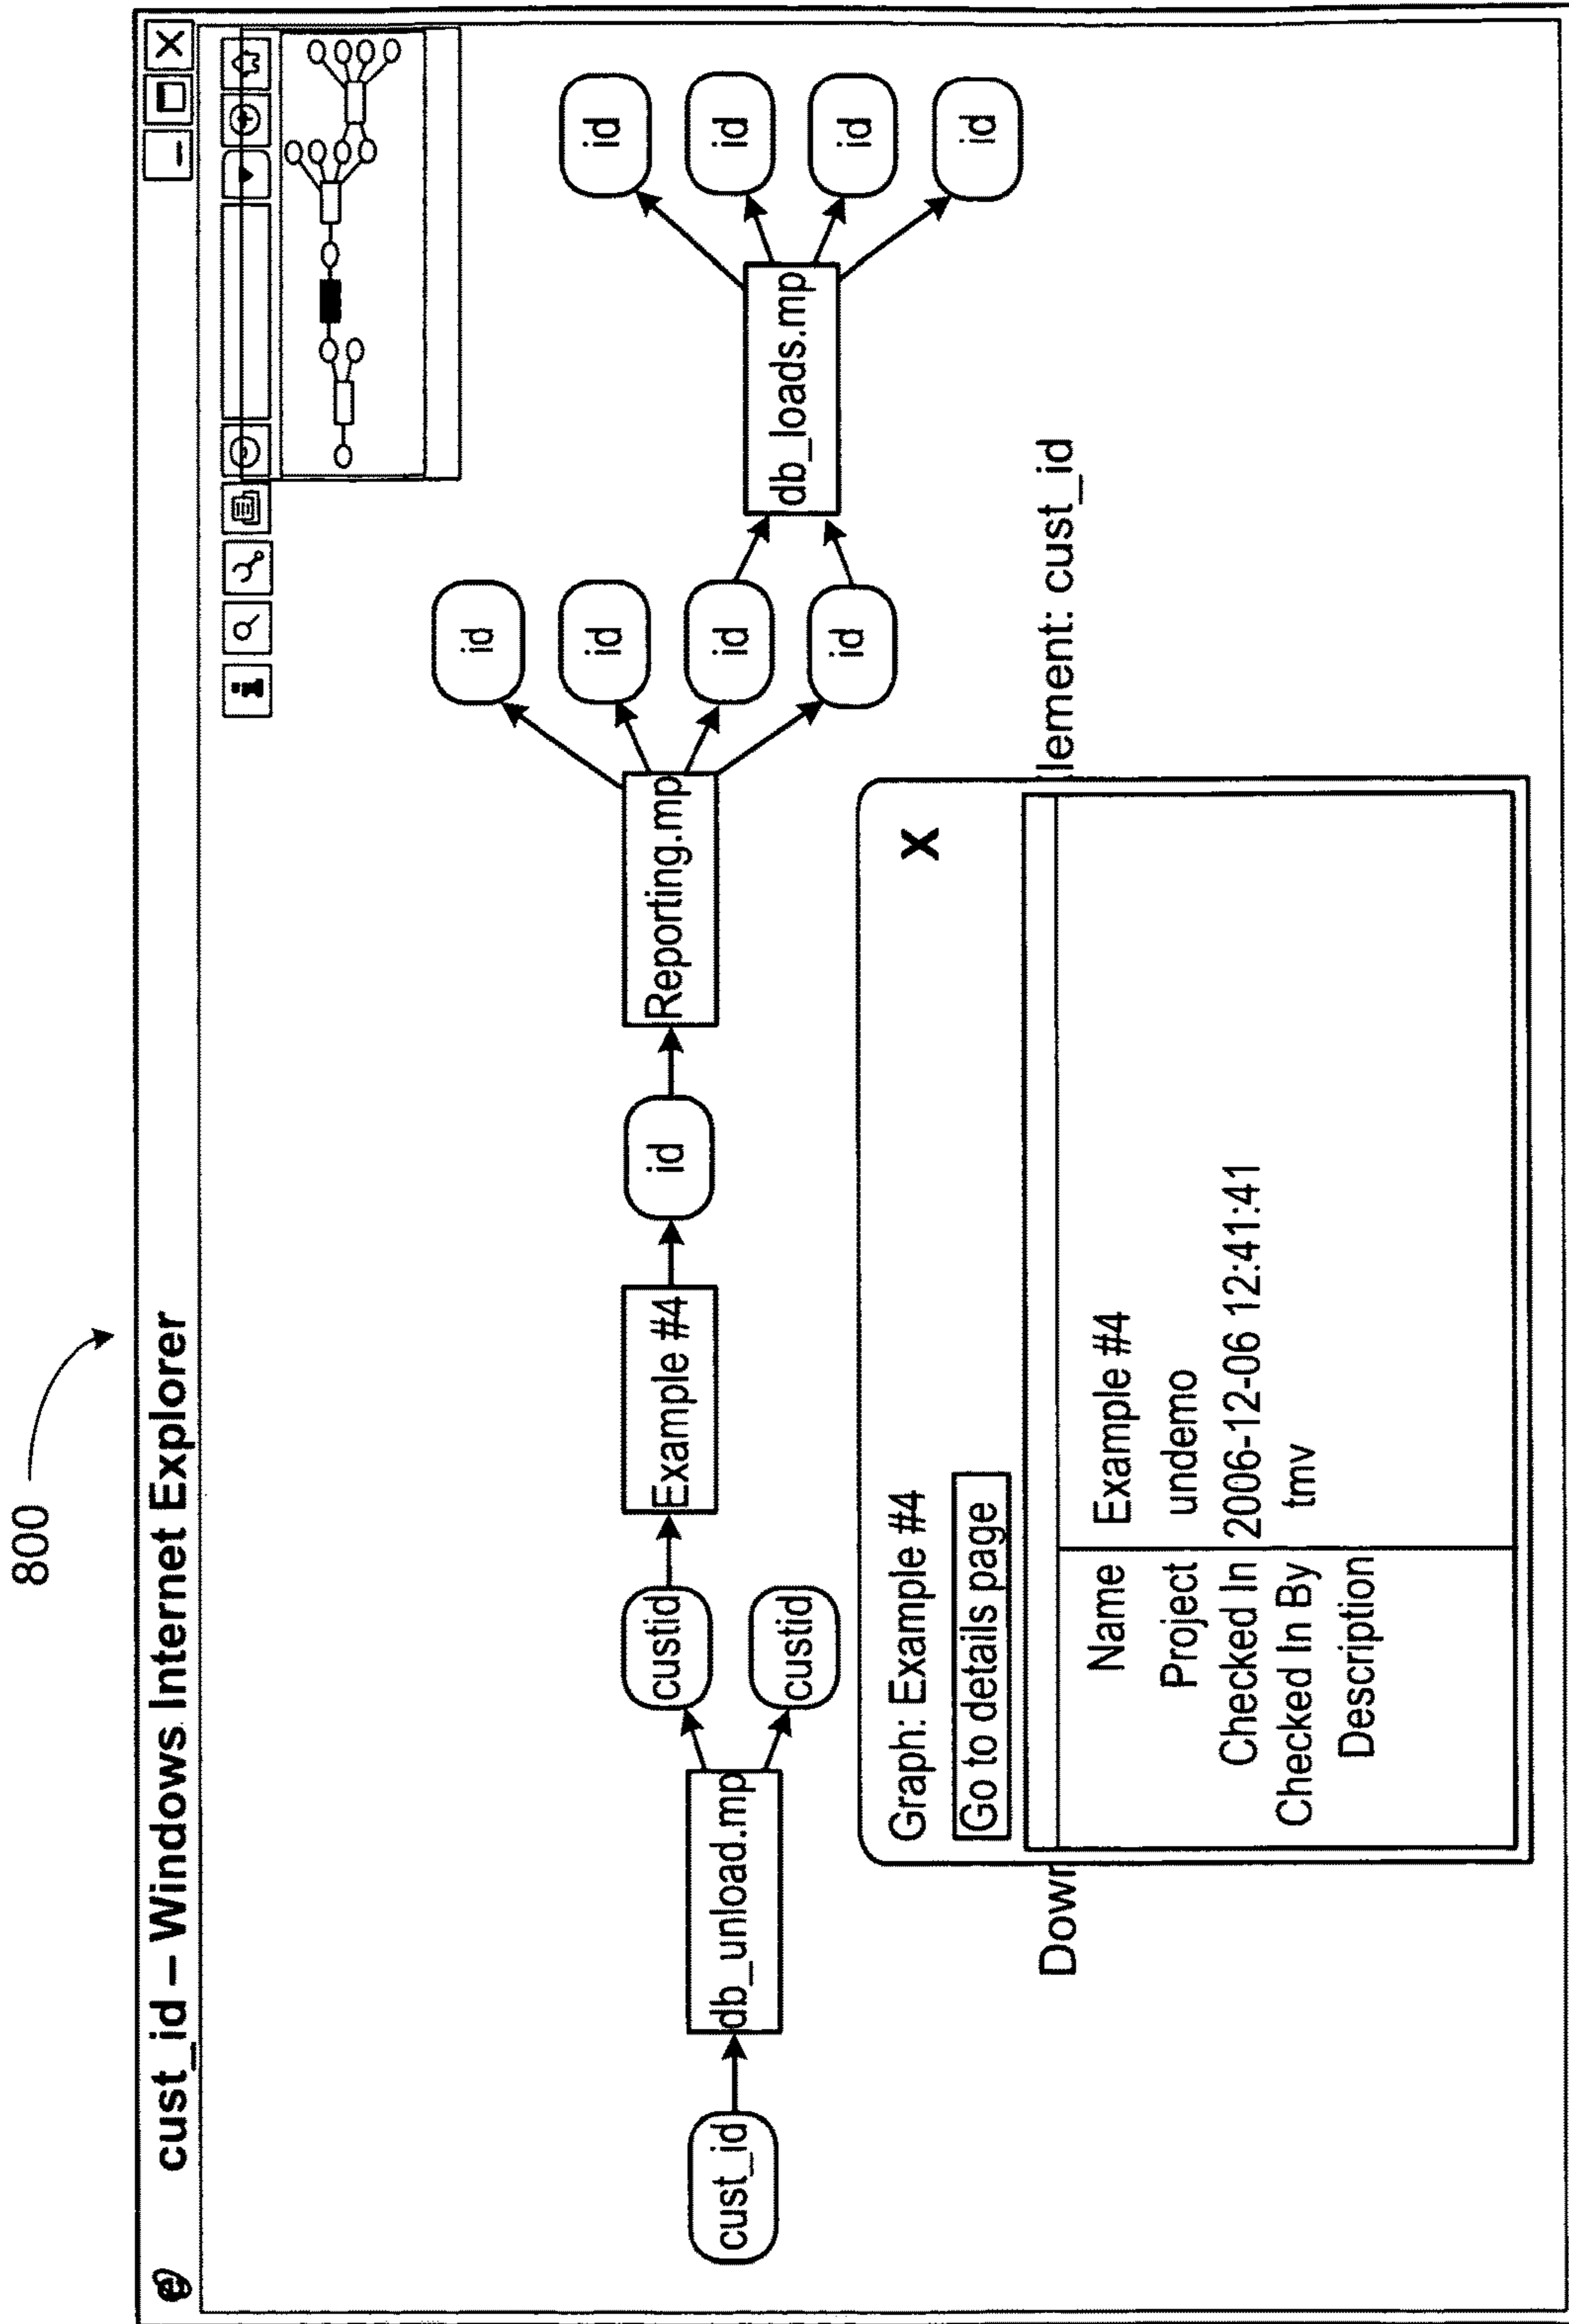 800
cust_id – Windows Internet Explorer
cust_id
db_unload.mp
custid
custid
Example #4
id
Reporting.mp
id
id
id
id
db_loads.mp
id
id
id
id
Graph: Example #4
X
Go to details page
Name Example #4
Project undemo
Checked In 2006-12-06 12:41:41
Checked In By tmv
Description
Down lement: cust_id